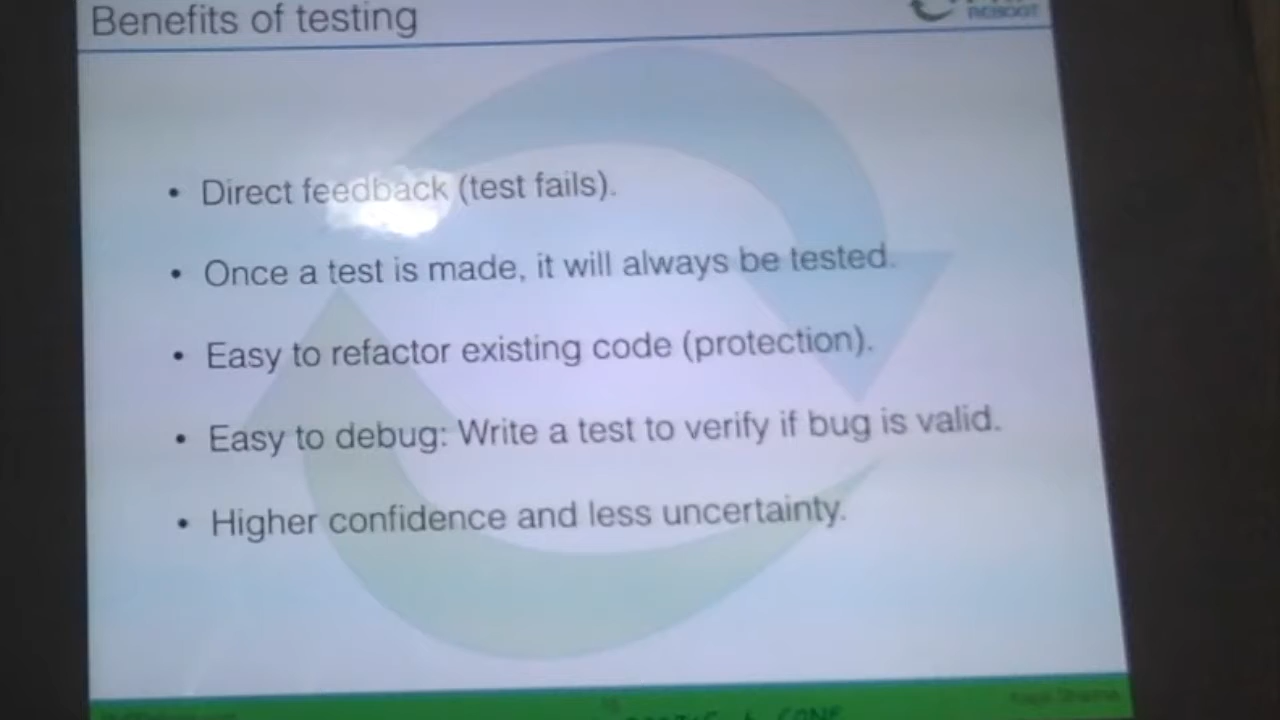 Benefits of testing
REBOOT
• Direct feedback (test fails).
• Once a test is made, it will always be tested.
• Easy to refactor existing code (protection).
• Easy to debug: Write a test to verify if bug is valid.
• Higher confidence and less uncertainty.